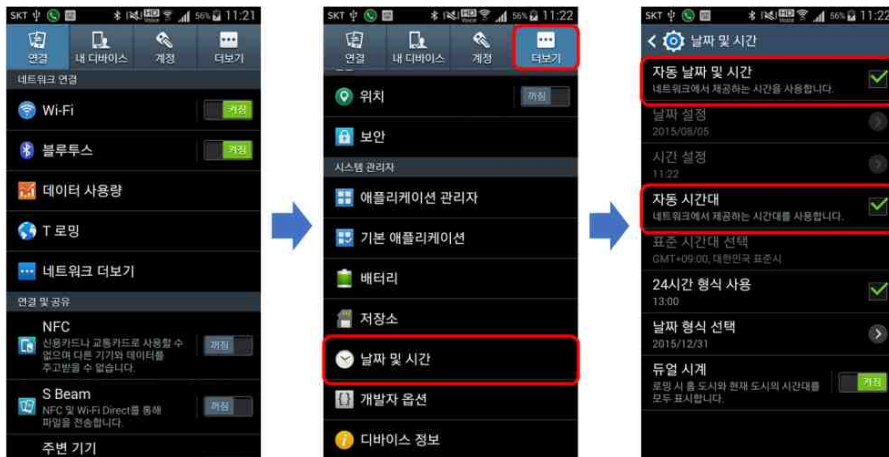 SKT 56% 11:21
연결
내 디바이스
계정
더보기
네트워크 연결
Wi-Fi
켜짐
블루투스
켜짐
데이터 사용량
T 로밍
네트워크 더보기
연결 및 공유
NFC
신용카드나 교통카드로 사용할 수
없으며 다른 기기와 데이터를
주고받을 수 없습니다.
꺼짐
S Beam
NFC 및 Wi-Fi Direct를 통해
파일을 전송합니다.
꺼짐
주변 기기
SKT HD Voice 56% 11:22
연결
내 디바이스
계정
더보기
위치
꺼짐
보안
시스템 관리자
애플리케이션 관리자
기본 애플리케이션
배터리
저장소
날짜 및 시간
개발자 옵션
디바이스 정보
SKT HD Voice 56% 11:22
날짜 및 시간
자동 날짜 및 시간
네트워크에서 제공하는 시간을 사용합니다.
날짜 설정
2015/08/05
시간 설정
11:22
자동 시간대
네트워크에서 제공하는 시간대를 사용합니다.
표준 시간대 선택
GMT+09:00, 대한민국 표준시
24시간 형식 사용
13:00
날짜 형식 선택
2015/12/31
듀얼 시계
로밍 시 홈 도시와 현재 도시의 시간대를
모두 표시합니다.
켜짐